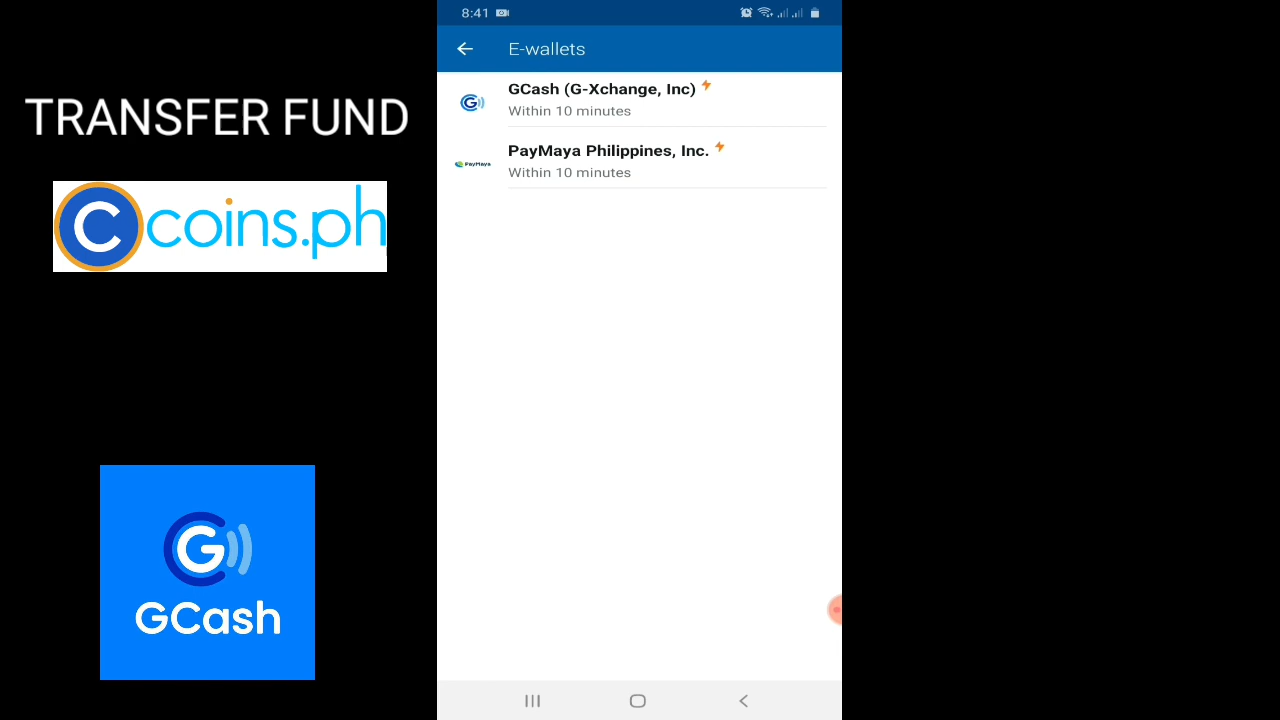 TRANSFER FUND
coins.ph
GCash
8:41
E-wallets
GCash (G-Xchange, Inc)
Within 10 minutes
PayMaya
PayMaya Philippines, Inc.
Within 10 minutes